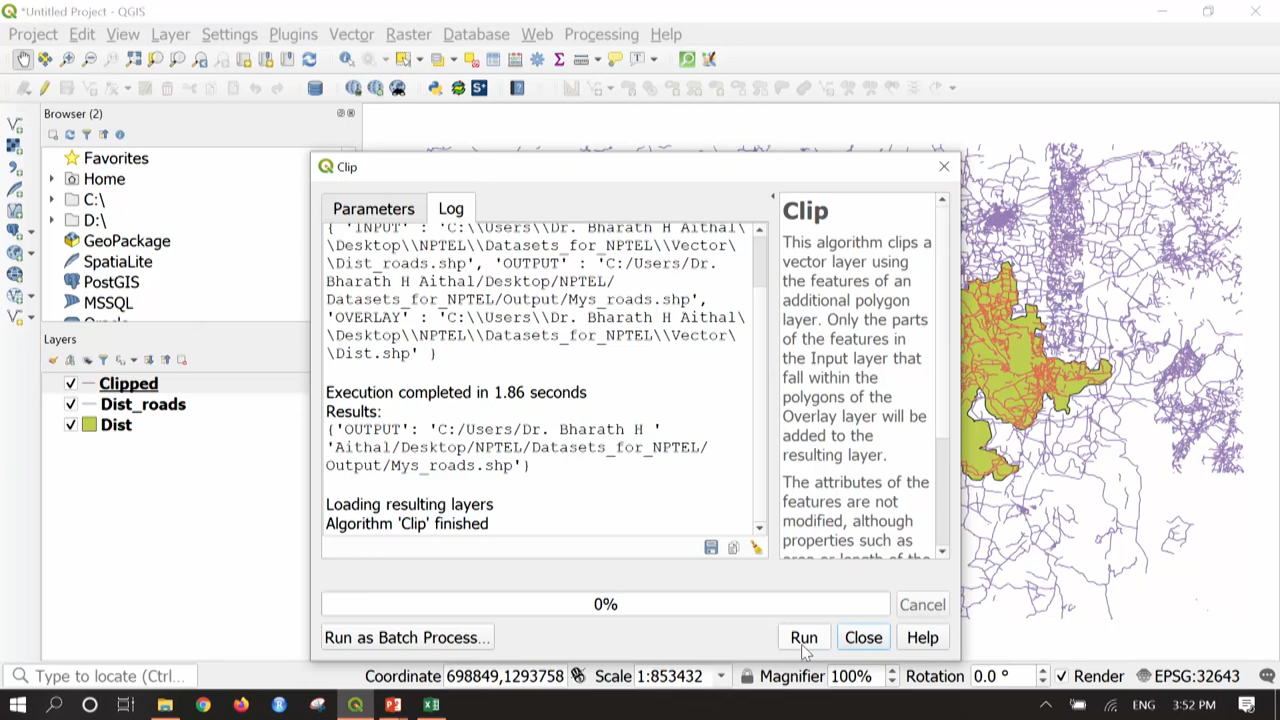 *Untitled Project - QGIS
Project Edit View Layer Settings Plugins Vector Raster Database Web Processing Help
Browser (2)
Favorites
Home
C:\
D:\
GeoPackage
SpatiaLite
PostGIS
MSSQL
Layers
Clipped
Dist_roads
Dist
Clip
Parameters Log
{ 'INPUT' : 'C:\\Users\\Dr. Bharath H Aithal\
\Desktop\\NPTEL\\Datasets_for_NPTEL\\Vector\
\Dist_roads.shp', 'OUTPUT' : 'C:/Users/Dr.
Bharath H Aithal/Desktop/NPTEL/
Datasets_for_NPTEL/Output/Mys_roads.shp',
'OVERLAY' : 'C:\\Users\\Dr. Bharath H Aithal\
\Desktop\\NPTEL\\Datasets_for_NPTEL\\Vector\
\Dist.shp' }
Execution completed in 1.86 seconds
Results:
{'OUTPUT': 'C:/Users/Dr. Bharath H '
'Aithal/Desktop/NPTEL/Datasets_for_NPTEL/
Output/Mys_roads.shp'}
Loading resulting layers
Algorithm 'Clip' finished
Clip
This algorithm clips a
vector layer using
the features of an
additional polygon
layer. Only the parts
of the features in
the Input layer that
fall within the
polygons of the
Overlay layer will be
added to the
resulting layer.
The attributes of the
features are not
modified, although
properties such as
area or length of the
0% Cancel
Run as Batch Process... Run Close Help
Type to locate (Ctrl... Coordinate 698849,1293758 Scale 1:853432 Magnifier 100% Rotation 0.0 ° Render EPSG:32643
ENG 3:52 PM